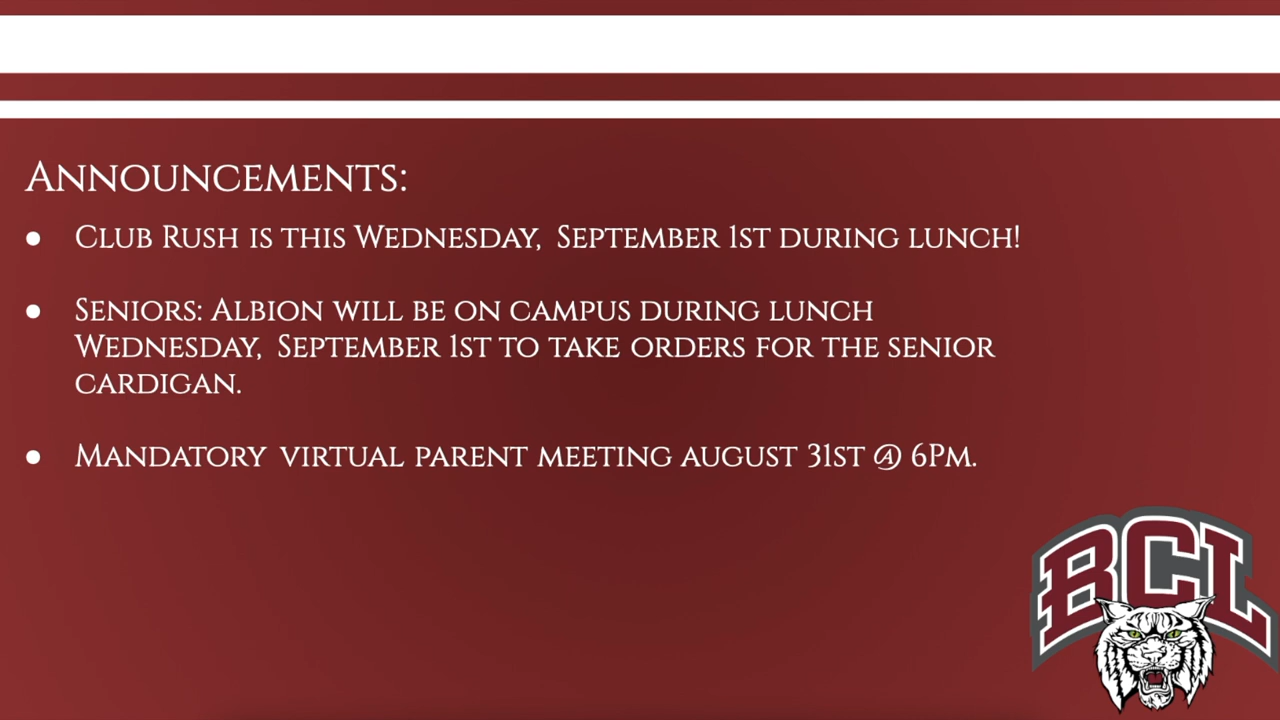 Announcements:
● Club Rush is this Wednesday, September 1st during lunch!
● Seniors: Albion will be on campus during lunch
Wednesday, September 1st to take orders for the senior
cardigan.
● Mandatory virtual parent meeting August 31st @ 6Pm.
BCL